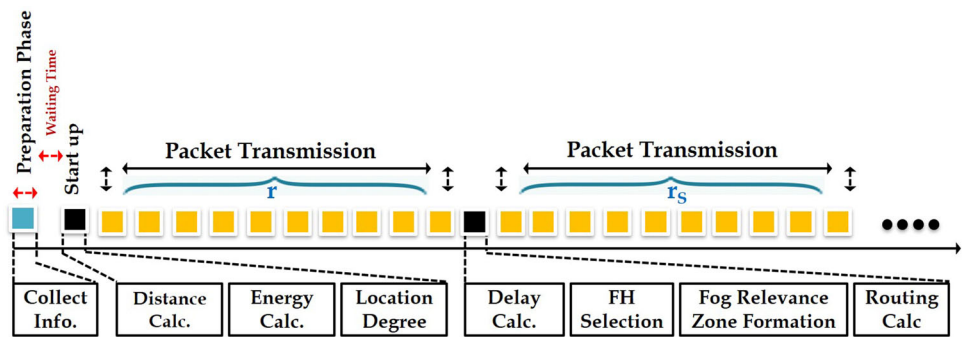 Preparation Phase
Waiting Time
Start up
Packet Transmission
r
Packet Transmission
rs
Collect
Info.
Distance
Calc.
Energy
Calc.
Location
Degree
Delay
Calc.
FH
Selection
Fog Relevance
Zone Formation
Routing
Calc